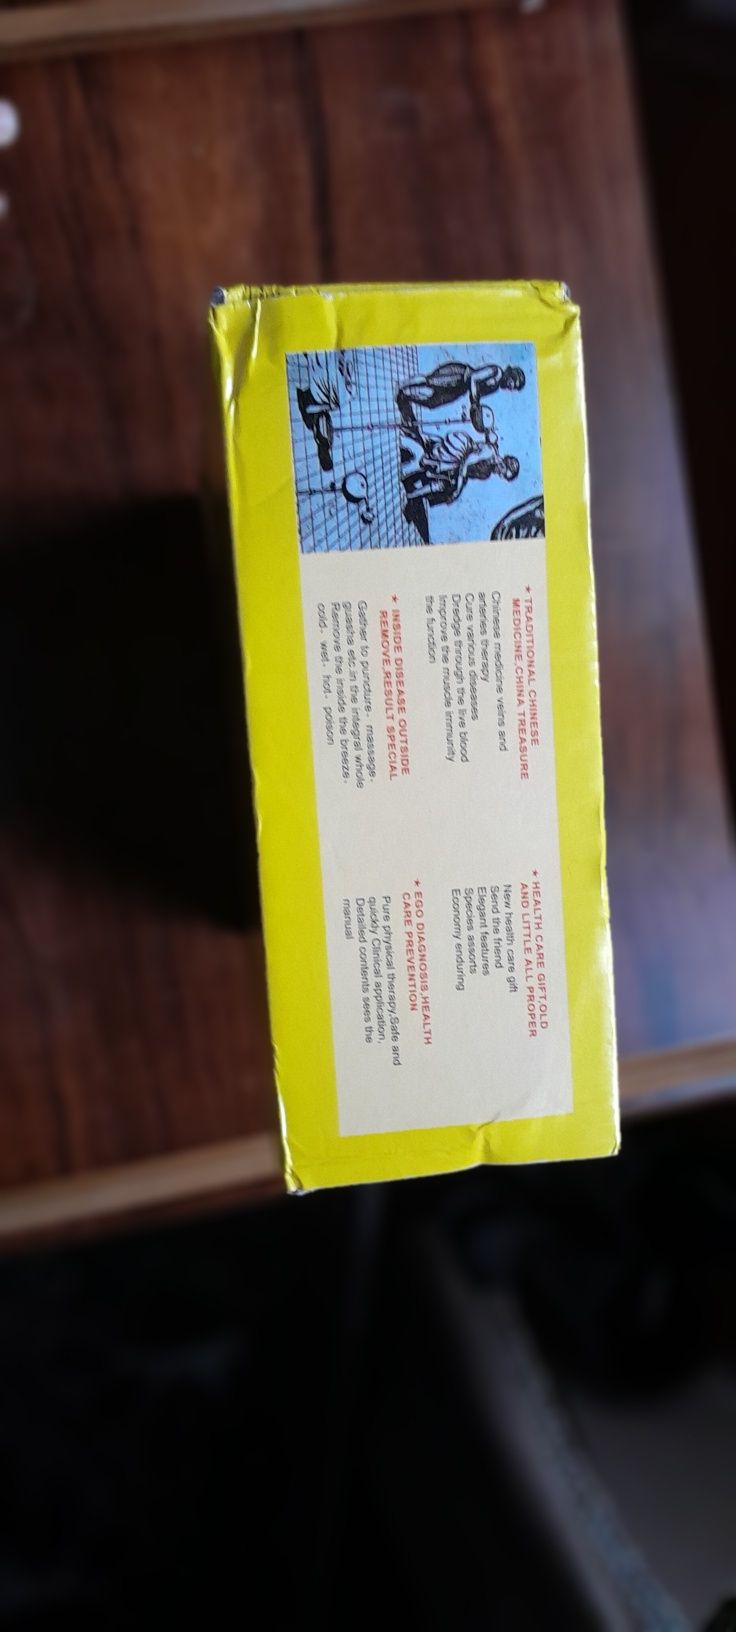 ★ TRADITIONAL CHINESE
MEDICINE,CHINA TREASURE
Chinese medicine veins and
arteries therapy
Cure various diseases
Dredge through the live blood
Improve the muscle immunity
the function
★ INSIDE DISEASE OUTSIDE
REMOVE,RESULT SPECIAL
Gather to puncture、massage、
guasha etc.in the integral whole
Remove the inside the breeze、
cold、wet、hot、poison
★ HEALTH CARE GIFT,OLD
AND LITTLE ALL PROPER
New health care gift
Send the friend
Elegant features
Species assorts
Economy enduring
★ EGO DIAGNOSIS,HEALTH
CARE PREVENTION
Pure physical therapy,Safe and
quickly Clinical application,
Detailed contents sees the
manual